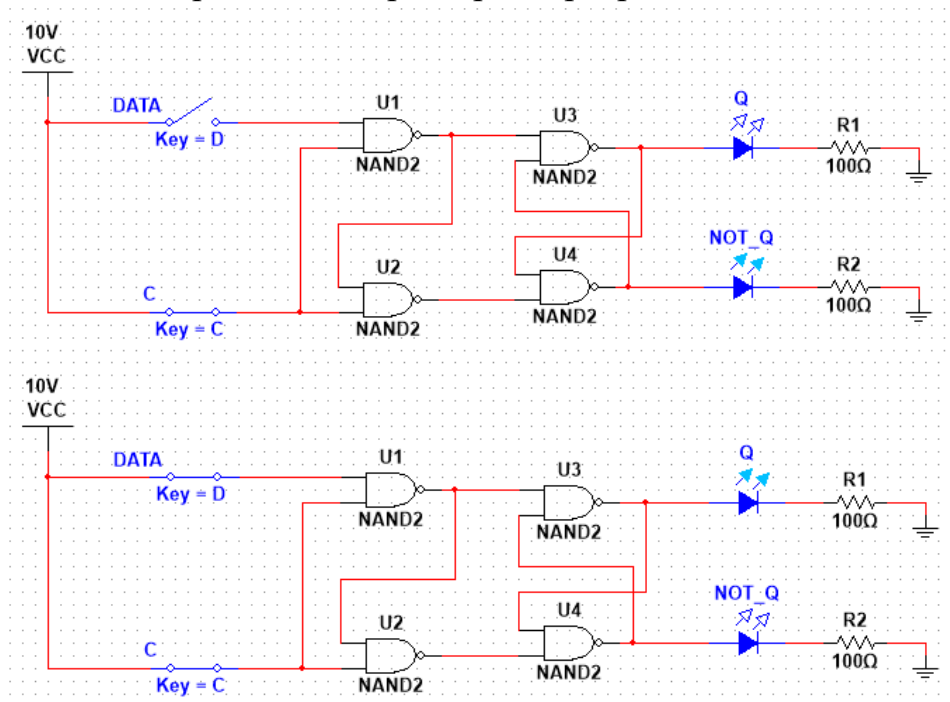 10V
VCC
DATA
Key = D
U1
NAND2
U3
NAND2
Q
R1
100Ω
C
Key = C
U2
NAND2
U4
NAND2
NOT_Q
R2
100Ω
10V
VCC
DATA
Key = D
U1
NAND2
U3
NAND2
Q
R1
100Ω
C
Key = C
U2
NAND2
U4
NAND2
NOT_Q
R2
100Ω